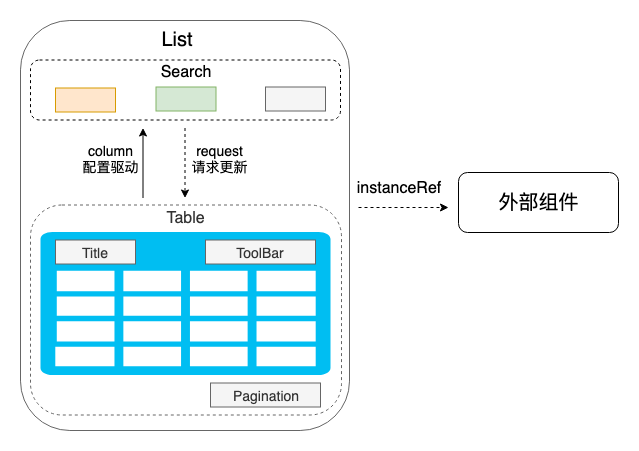 List
Search
column
配置驱动
request
请求更新
instanceRef
外部组件
Table
Title
ToolBar
Pagination